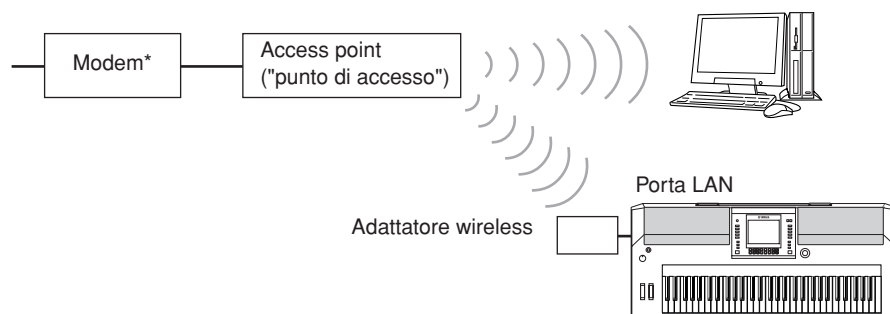 Modem*
Access point
("punto di accesso")
Porta LAN
Adattatore wireless